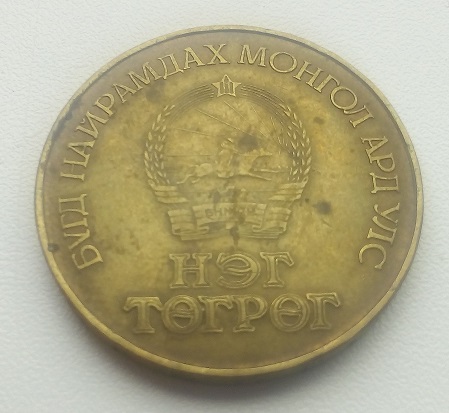 БҮГД НАЙРАМДАХ МОНГОЛ АРД УЛС
НЭГ
ТӨГРӨГ